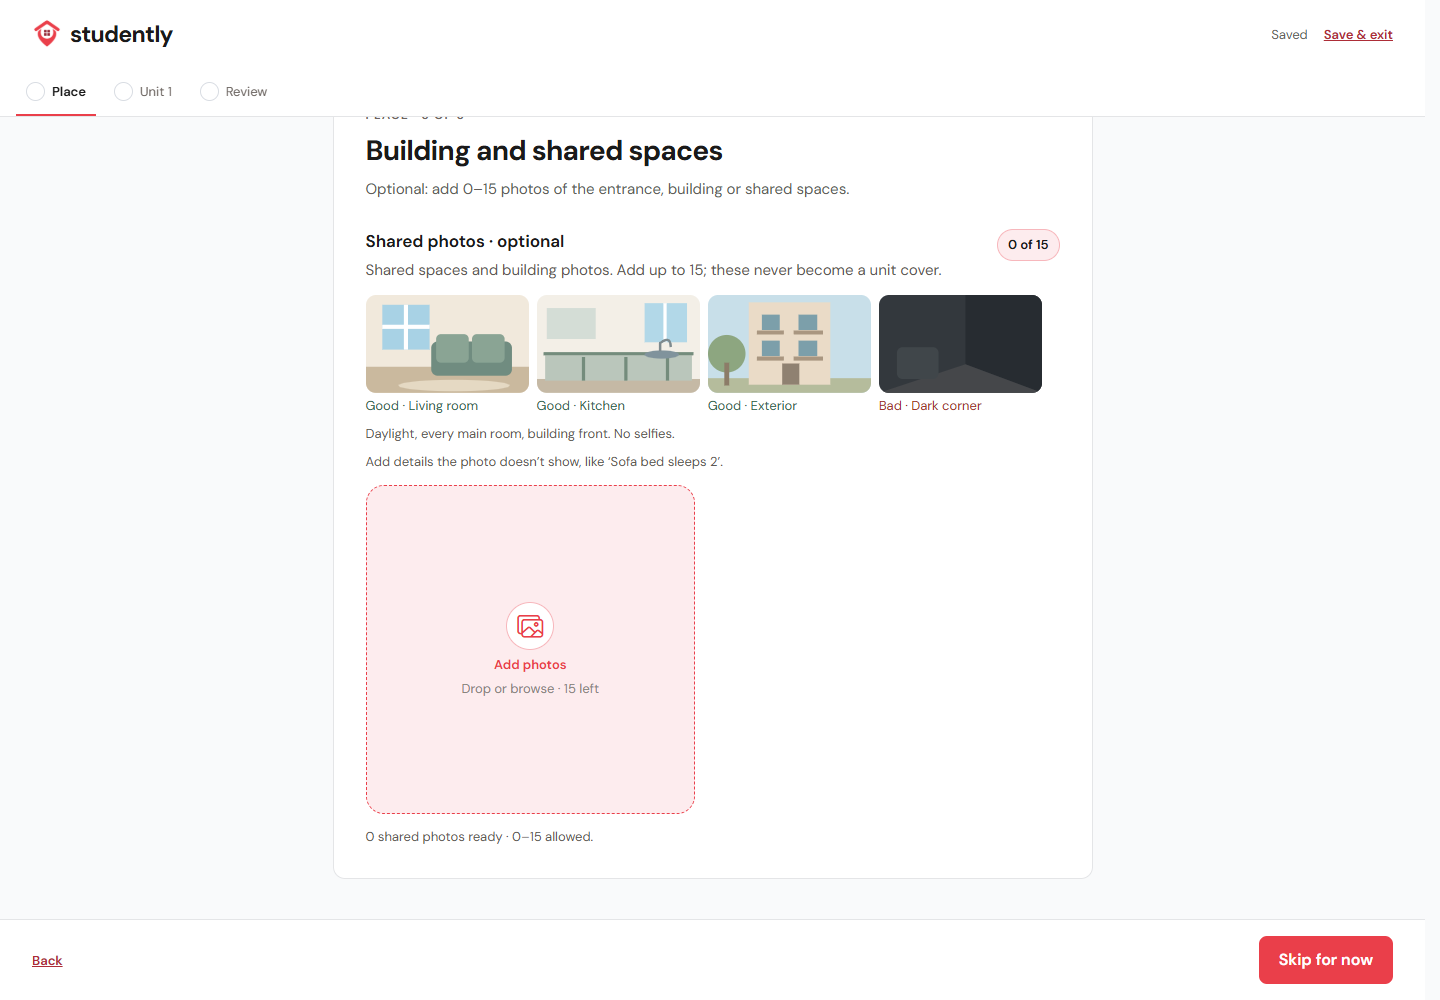 studently
Saved
Save & exit
Place
Unit 1
Review
Building and shared spaces
Optional: add 0–15 photos of the entrance, building or shared spaces.
Shared photos · optional
0 of 15
Shared spaces and building photos. Add up to 15; these never become a unit cover.
Good · Living room
Good · Kitchen
Good · Exterior
Bad · Dark corner
Daylight, every main room, building front. No selfies.
Add details the photo doesn’t show, like ‘Sofa bed sleeps 2’.
Add photos
Drop or browse · 15 left
0 shared photos ready · 0–15 allowed.
Back
Skip for now